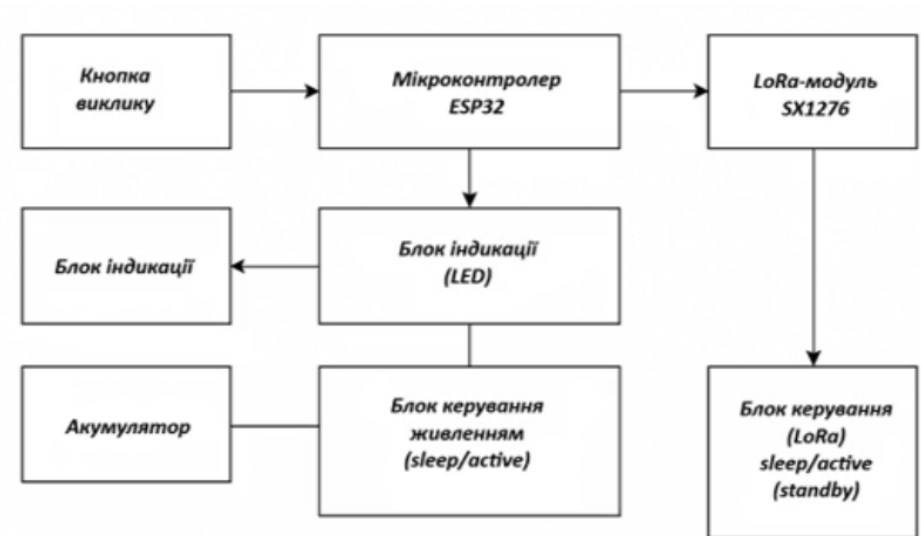 Кнопка
виклику
Мікроконтролер
ESP32
LoRa-модуль
SX1276
Блок індикації
Блок індикації
(LED)
Акумулятор
Блок керування
живленням
(sleep/active)
Блок керування
(LoRa)
sleep/active
(standby)